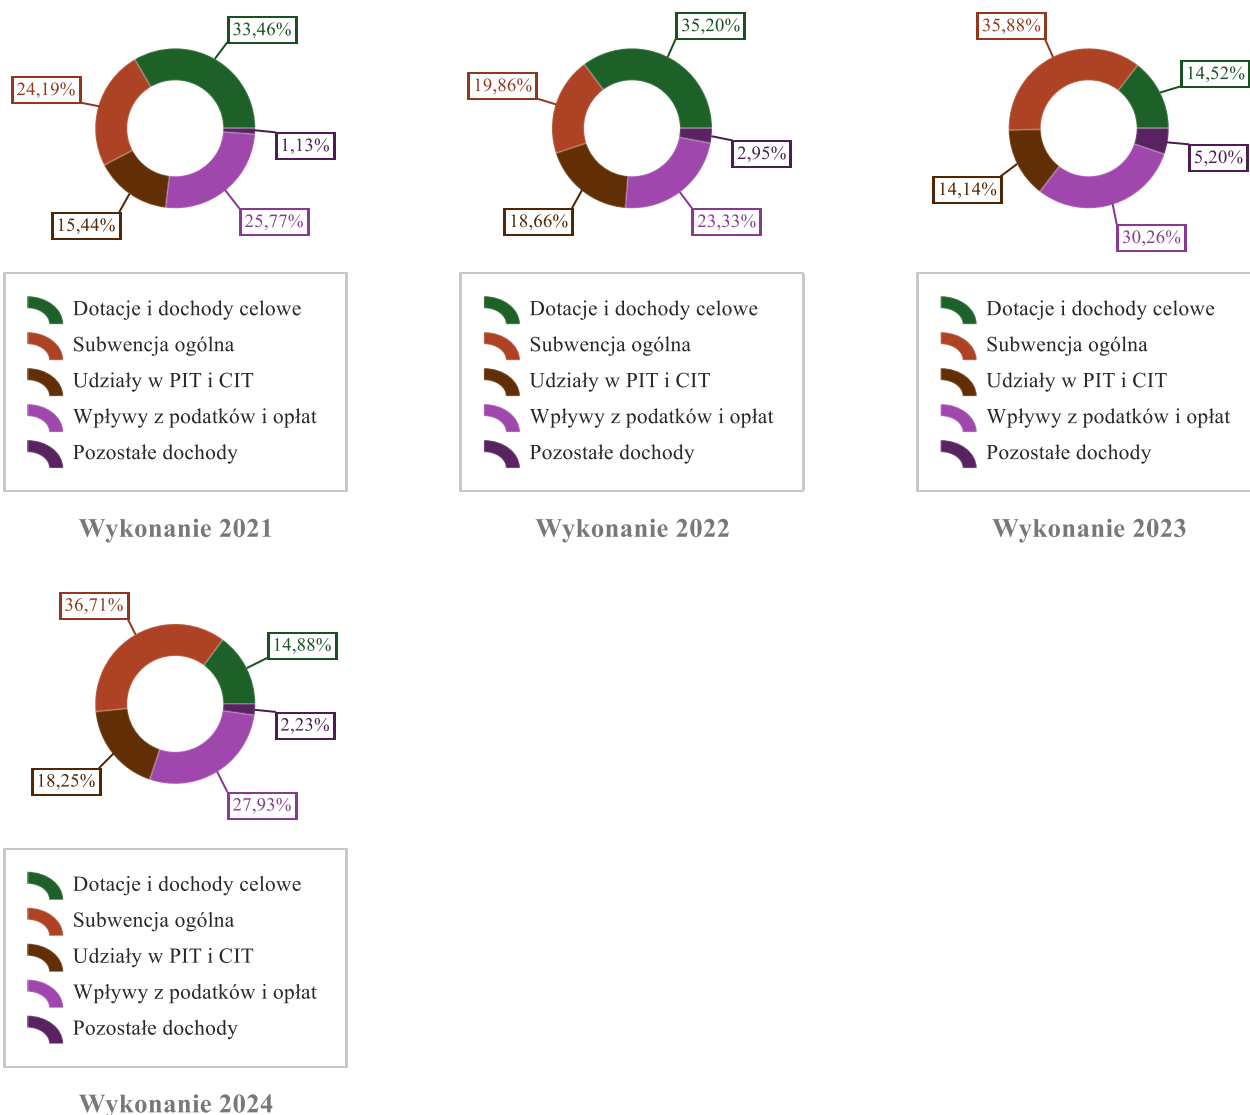 33,46%
24,19%
1,13%
15,44%
25,77%
Dotacje i dochody celowe
Subwencja ogólna
Udziały w PIT i CIT
Wpływy z podatków i opłat
Pozostałe dochody
Wykonanie 2021
35,20%
19,86%
2,95%
18,66%
23,33%
Dotacje i dochody celowe
Subwencja ogólna
Udziały w PIT i CIT
Wpływy z podatków i opłat
Pozostałe dochody
Wykonanie 2022
35,88%
14,52%
5,20%
14,14%
30,26%
Dotacje i dochody celowe
Subwencja ogólna
Udziały w PIT i CIT
Wpływy z podatków i opłat
Pozostałe dochody
Wykonanie 2023
36,71%
14,88%
2,23%
18,25%
27,93%
Dotacje i dochody celowe
Subwencja ogólna
Udziały w PIT i CIT
Wpływy z podatków i opłat
Pozostałe dochody
Wykonanie 2024